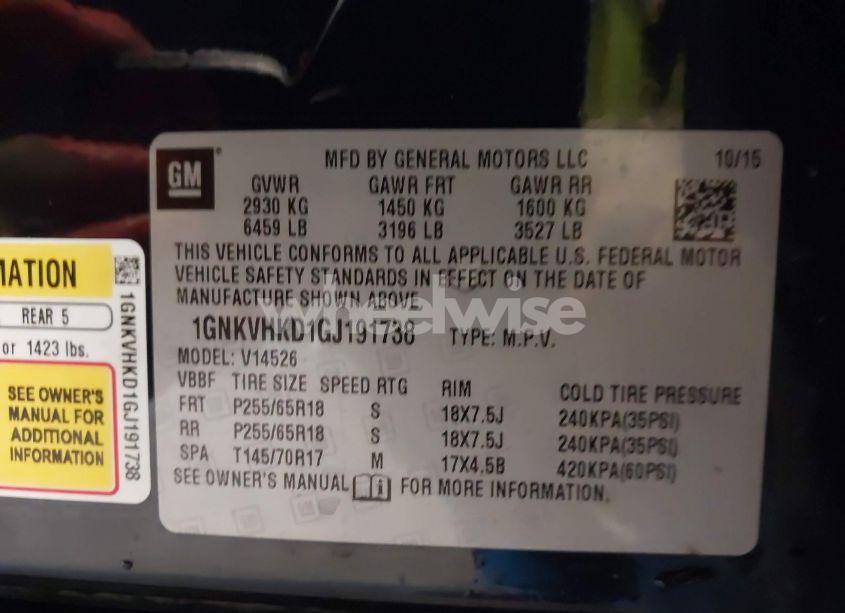 GM
MFD BY GENERAL MOTORS LLC 10/15
GVWR GAWR FRT GAWR RR
2930 KG 1450 KG 1600 KG
6459 LB 3196 LB 3527 LB
THIS VEHICLE CONFORMS TO ALL APPLICABLE U.S. FEDERAL MOTOR
VEHICLE SAFETY STANDARDS IN EFFECT ON THE DATE OF
MANUFACTURE SHOWN ABOVE.
1GNKVHKD1GJ191738 TYPE: M.P.V.
MODEL: V14526
VBBF TIRE SIZE SPEED RTG RIM COLD TIRE PRESSURE
FRT P255/65R18 S 18X7.5J 240KPA(35PSI)
RR P255/65R18 S 18X7.5J 240KPA(35PSI)
SPA T145/70R17 M 17X4.5B 420KPA(60PSI)
SEE OWNER'S MANUAL FOR MORE INFORMATION.
MATION
REAR 5
or 1423 lbs.
SEE OWNER'S
MANUAL FOR
ADDITIONAL
INFORMATION
1GNKVHKD1GJ191738
wheelwise